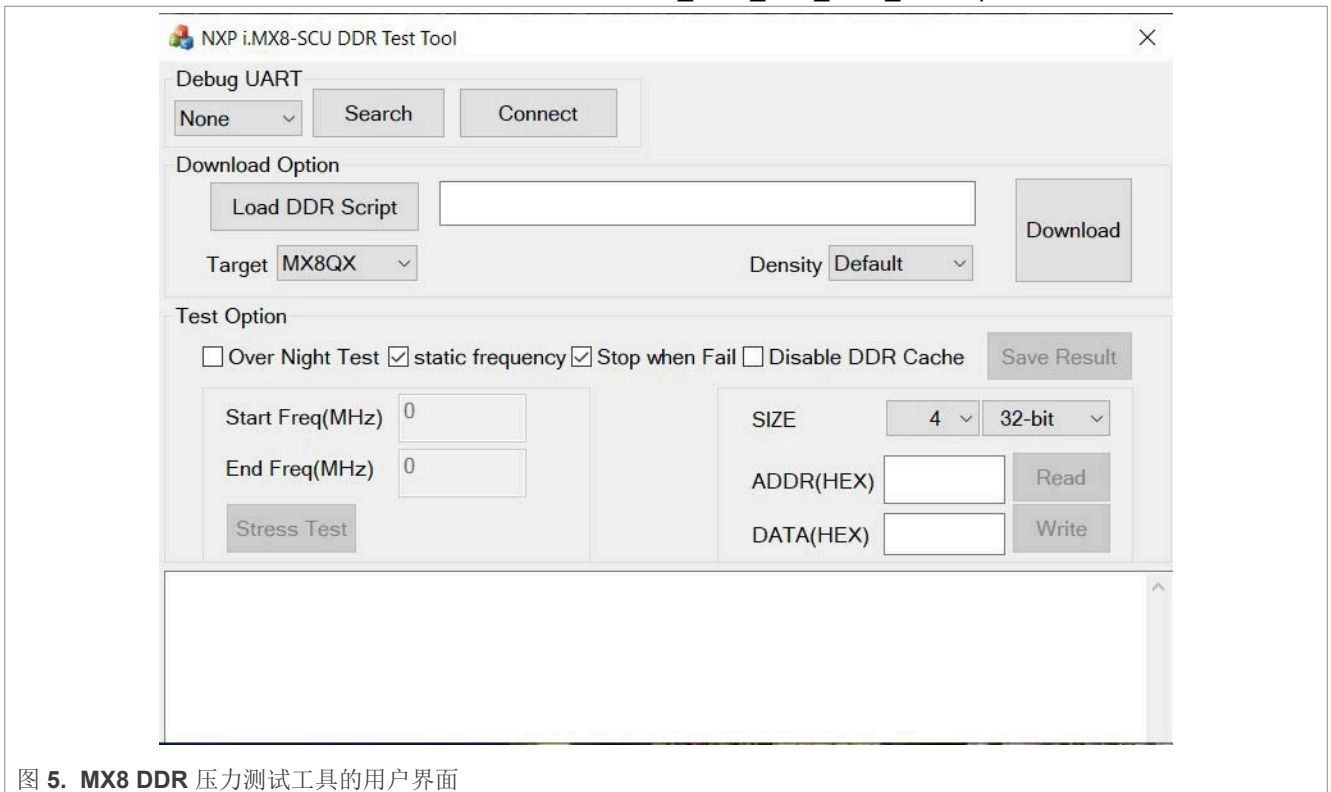 NXP i.MX8-SCU DDR Test Tool
Debug UART
None Search Connect
Download Option
Load DDR Script
Download
Target MX8QX Density Default
Test Option
Over Night Test static frequency Stop when Fail Disable DDR Cache Save Result
Start Freq(MHz) 0
End Freq(MHz) 0
Stress Test
SIZE 4 32-bit
ADDR(HEX) Read
DATA(HEX) Write
图 5. MX8 DDR 压力测试工具的用户界面